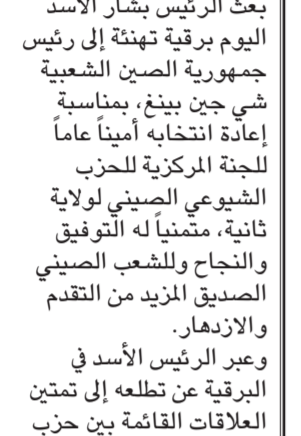 بعث الرئيس بشار الأسد
اليوم برقية تهنئة إلى رئيس
جمهورية الصين الشعبية
شي جين بينغ، بمناسبة
إعادة انتخابه أميناً عاماً
للجنة المركزية للحزب
الشيوعي الصيني لولاية
ثانية، متمنياً له التوفيق
والنجاح وللشعب الصيني
الصديق المزيد من التقدم
والازدهار.
وعبر الرئيس الأسد في
البرقية عن تطلعه إلى تمتين
العلاقات القائمة بين حزب